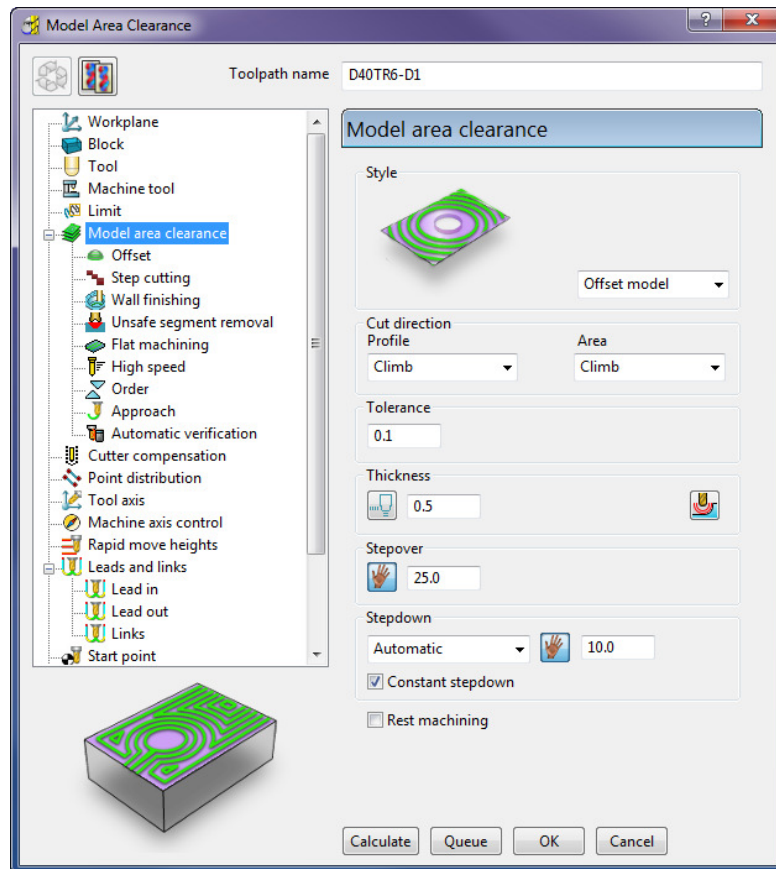 Model Area Clearance
Toolpath name D40TR6-D1
Workplane
Block
Tool
Machine tool
Limit
Model area clearance
Offset
Step cutting
Wall finishing
Unsafe segment removal
Flat machining
High speed
Order
Approach
Automatic verification
Cutter compensation
Point distribution
Tool axis
Machine axis control
Rapid move heights
Leads and links
Lead in
Lead out
Links
Start point
Model area clearance
Style
Offset model
Cut direction
Profile Area
Climb Climb
Tolerance
0.1
Thickness
0.5
Stepover
25.0
Stepdown
Automatic 10.0
Constant stepdown
Rest machining
Calculate Queue OK Cancel